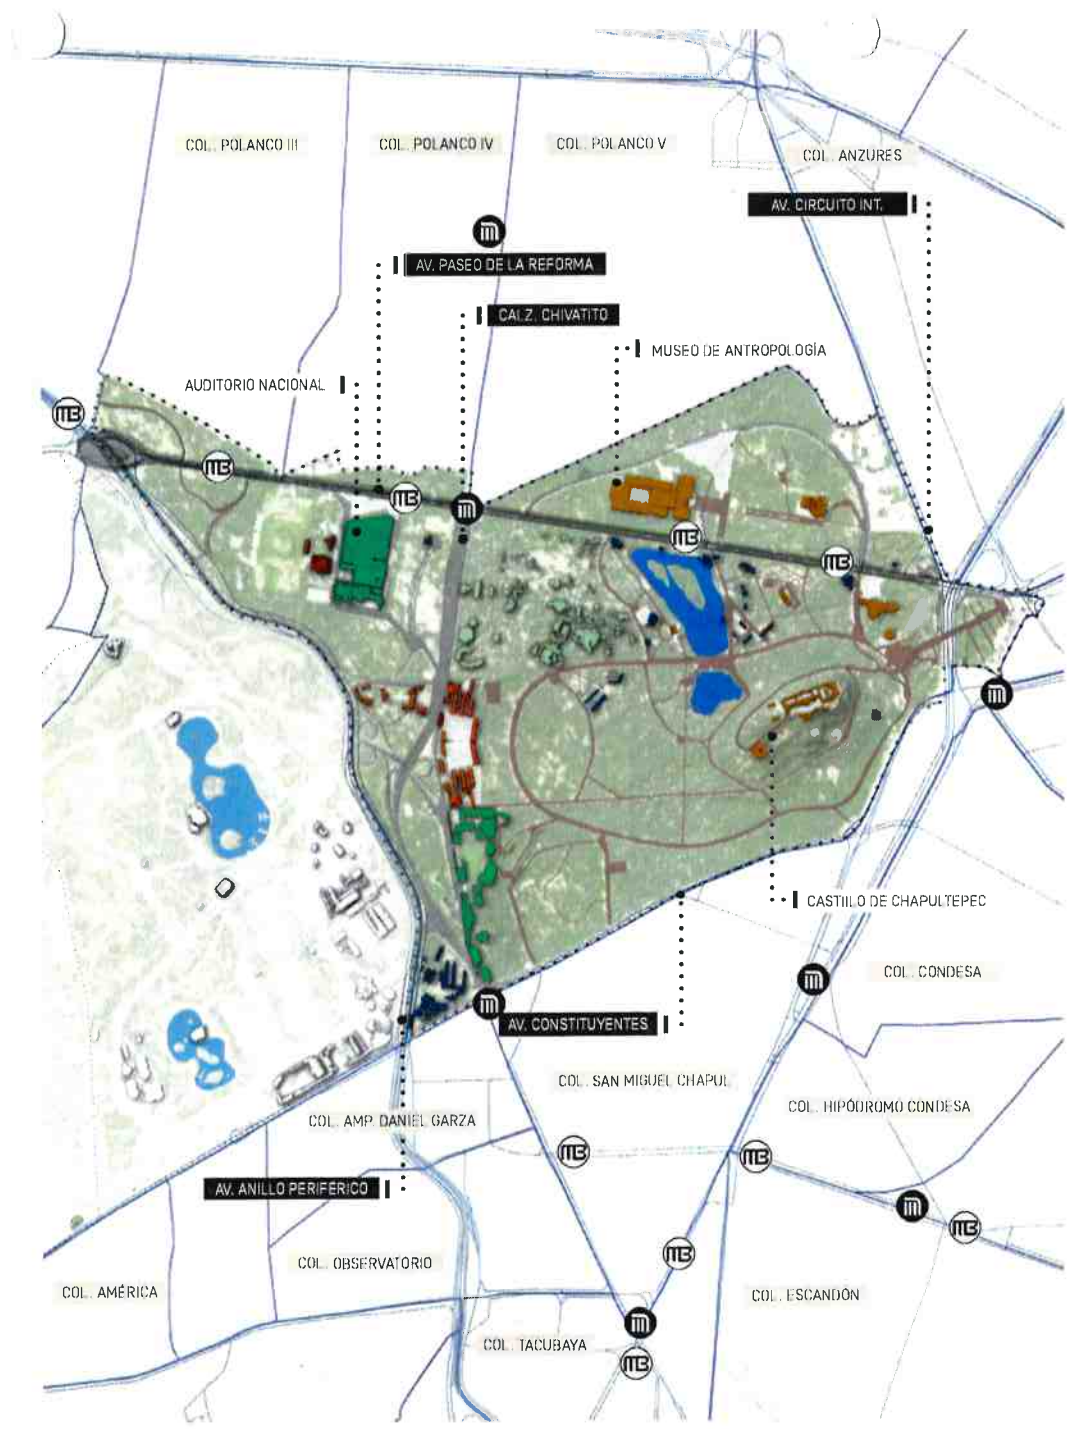 COL. POLANCO III
COL. POLANCO IV
COL. POLANCO V
COL. ANZURES
AV. CIRCUITO INT.
AV. PASEO DE LA REFORMA
CALZ. CHIVATITO
MUSEO DE ANTROPOLOGÍA
AUDITORIO NACIONAL
CASTILLO DE CHAPULTEPEC
COL. CONDESA
AV. CONSTITUYENTES
COL. SAN MIGUEL CHAPUL
COL. HIPÓDROMO CONDESA
COL. AMP. DANIEL GARZA
AV. ANILLO PERIFÉRICO
COL. OBSERVATORIO
COL. AMÉRICA
COL. ESCANDÓN
COL. TACUBAYA